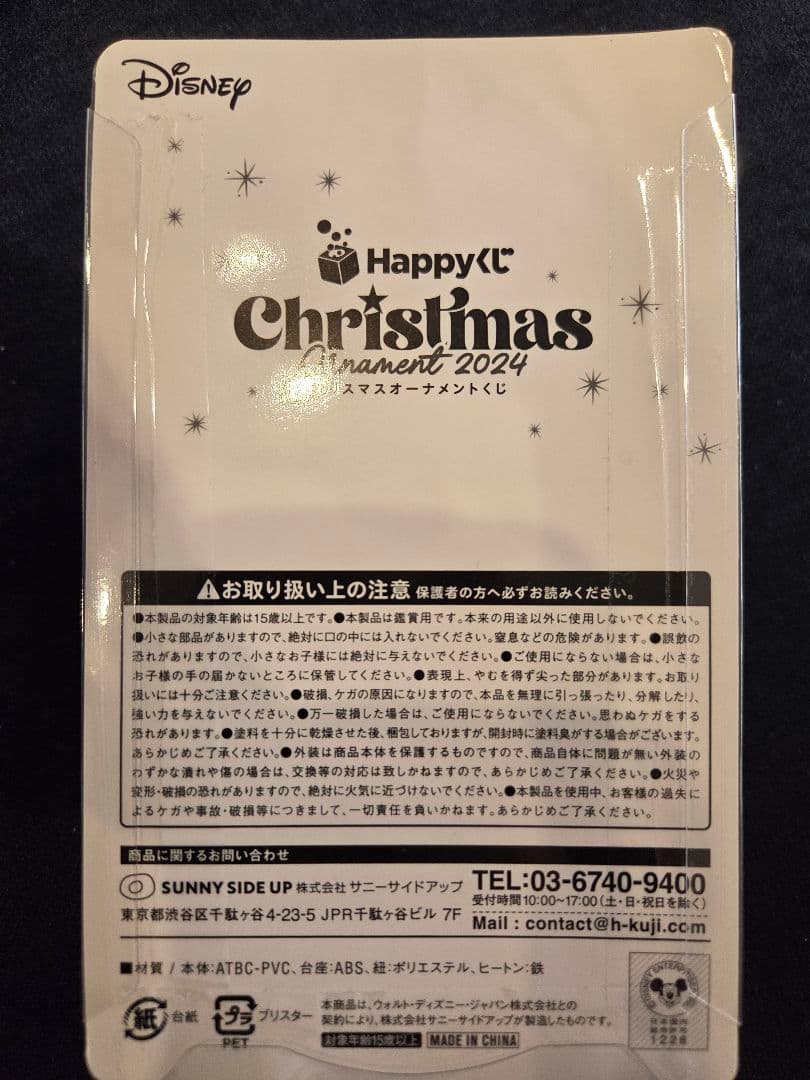 Disney
Happyくじ
Christmas
Ornament 2024
スマスオーナメントくじ
お取り扱い上の注意 保護者の方へ必ずお読みください。
●本製品の対象年齢は15歳以上です。●本製品は鑑賞用です。本来の用途以外に使用しないでください。
●小さな部品がありますので、絶対に口の中には入れないでください。窒息などの危険があります。●誤飲の
恐れがありますので、小さなお子様には絶対に与えないでください。●ご使用にならない場合は、小さな
お子様の手の届かないところに保管してください。●表現上、やむを得ず尖った部分があります。お取り
扱いには十分ご注意ください。●破損、ケガの原因になりますので、本品を無理に引っ張ったり、分解したり、
強い力を与えないでください。●万一破損した場合は、ご使用にならないでください。思わぬケガをする
恐れがあります。●塗料を十分に乾燥させた後、梱包しておりますが、開封時に塗料臭がする場合がございます。
あらかじめご了承ください。●外装は商品本体を保護するものですので、商品自体に問題が無い外装の
わずかな潰れや傷の場合は、交換等の対応は致しかねますので、あらかじめご了承ください。●火災や
変形・破損の恐れがありますので、絶対に火気に近づけないでください。●本製品を使用中、お客様の過失に
よるケガや事故・破損等につきまして、一切責任を負いかねます。あらかじめご了承ください。
商品に関するお問い合わせ
SUNNY SIDE UP 株式会社 サニーサイドアップ
東京都渋谷区千駄ヶ谷4-23-5 JPR千駄ヶ谷ビル 7F
TEL:03-6740-9400
受付時間10:00~17:00(土・日・祝日を除く)
Mail : contact@h-kuji.com
■材質 / 本体:ATBC-PVC、台座:ABS、紐:ポリエステル、ヒートン:鉄
紙 台紙
プラ ブリスター
PET
本商品は、ウォルト・ディズニー・ジャパン株式会社との
契約により、株式会社サニーサイドアップが製造したものです。
対象年齢15歳以上 MADE IN CHINA
日本国内
1228